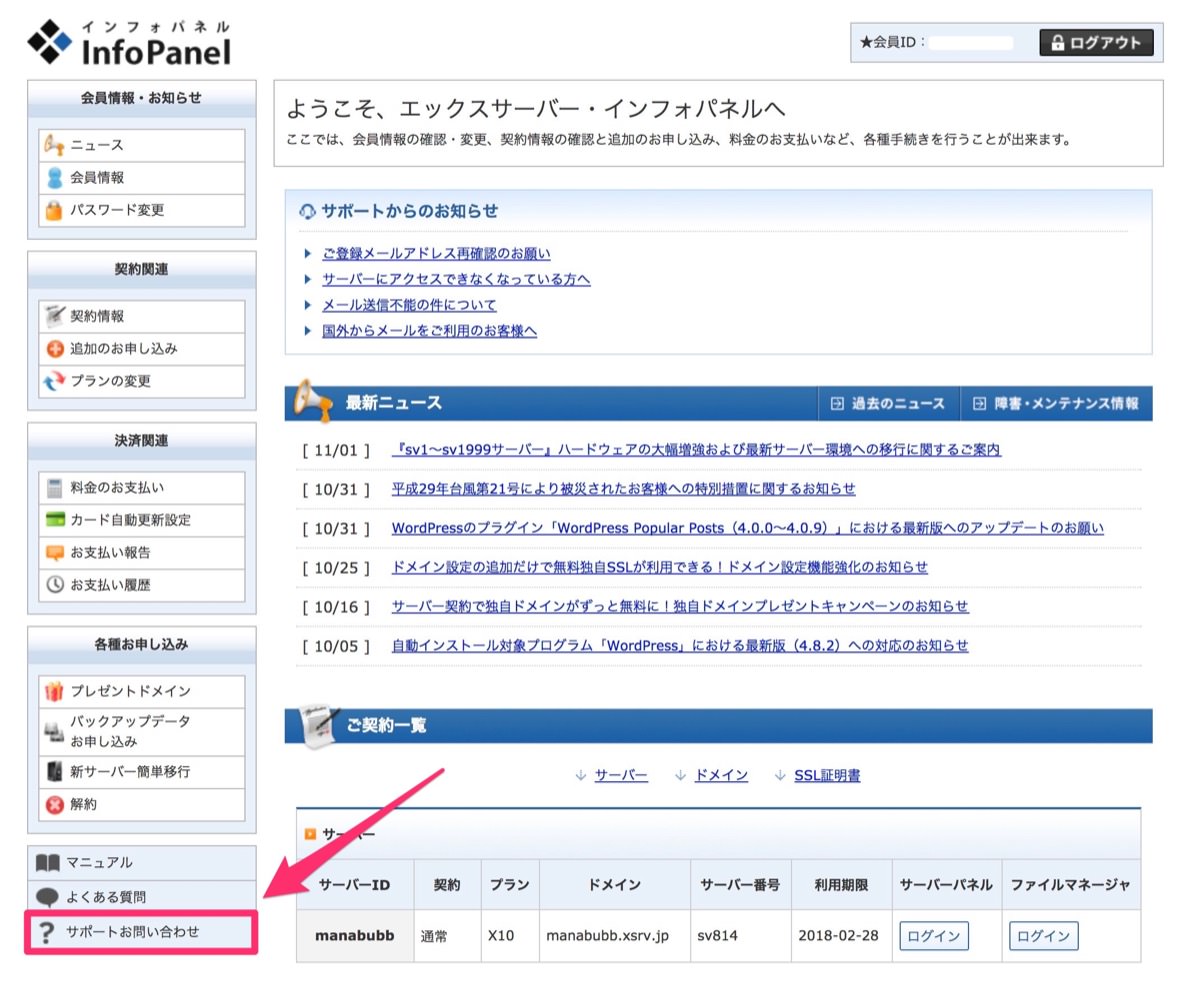 インフォパネル
InfoPanel
★会員ID：
ログアウト
会員情報・お知らせ
ニュース
会員情報
パスワード変更
契約関連
契約情報
追加のお申し込み
プランの変更
決済関連
料金のお支払い
カード自動更新設定
お支払い報告
お支払い履歴
各種お申し込み
プレゼントドメイン
バックアップデータ
お申し込み
新サーバー簡単移行
解約
マニュアル
よくある質問
サポートお問い合わせ
ようこそ、エックスサーバー・インフォパネルへ
ここでは、会員情報の確認・変更、契約情報の確認と追加のお申し込み、料金のお支払いなど、各種手続きを行うことが出来ます。
サポートからのお知らせ
ご登録メールアドレス再確認のお願い
サーバーにアクセスできなくなっている方へ
メール送信不能の件について
国外からメールをご利用のお客様へ
最新ニュース 過去のニュース 障害・メンテナンス情報
[ 11/01 ] 『sv1〜sv1999サーバー』ハードウェアの大幅増強および最新サーバー環境への移行に関するご案内
[ 10/31 ] 平成29年台風第21号により被災されたお客様への特別措置に関するお知らせ
[ 10/31 ] WordPressのプラグイン「WordPress Popular Posts（4.0.0〜4.0.9）」における最新版へのアップデートのお願い
[ 10/25 ] ドメイン設定の追加だけで無料独自SSLが利用できる！ドメイン設定機能強化のお知らせ
[ 10/16 ] サーバー契約で独自ドメインがずっと無料に！独自ドメインプレゼントキャンペーンのお知らせ
[ 10/05 ] 自動インストール対象プログラム「WordPress」における最新版（4.8.2）への対応のお知らせ
ご契約一覧
サーバー ドメイン SSL証明書
サーバー
サーバーID 契約 プラン ドメイン サーバー番号 利用期限 サーバーパネル ファイルマネージャ
manabubb 通常 X10 manabubb.xsrv.jp sv814 2018-02-28 ログイン ログイン